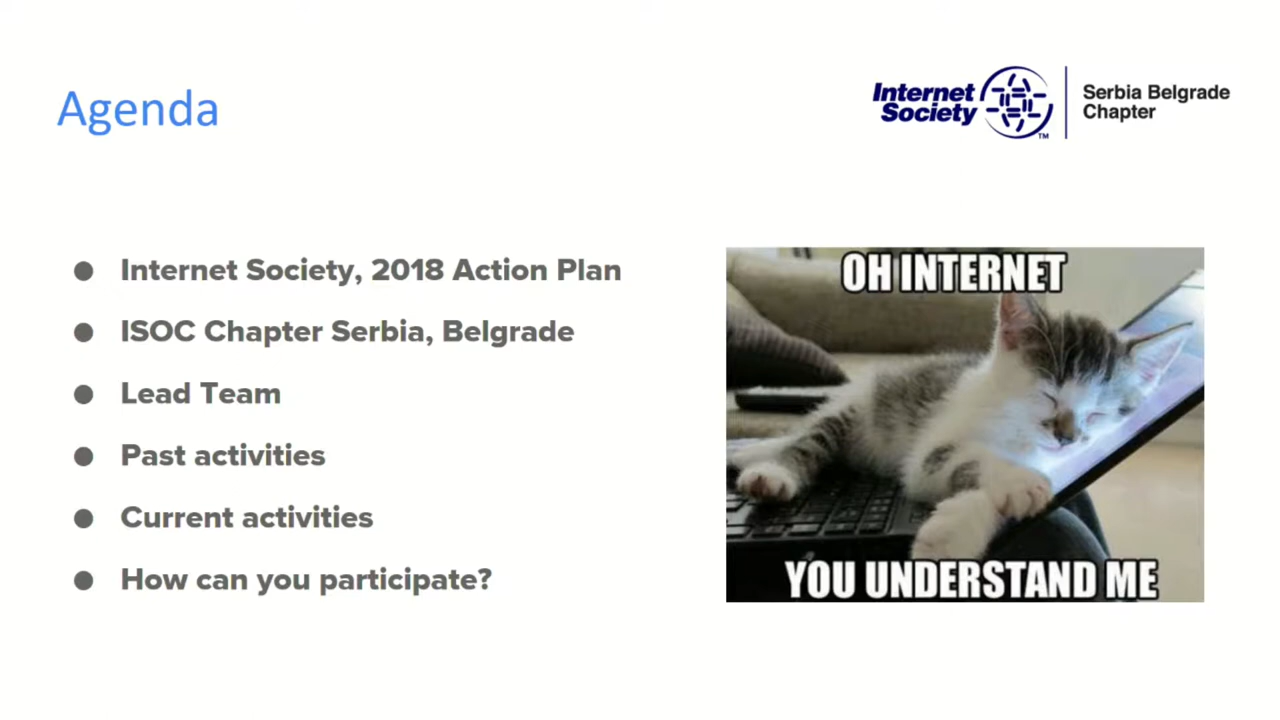 Agenda
Internet
Society
TM
Serbia Belgrade
Chapter
● Internet Society, 2018 Action Plan
● ISOC Chapter Serbia, Belgrade
● Lead Team
● Past activities
● Current activities
● How can you participate?
OH INTERNET
YOU UNDERSTAND ME